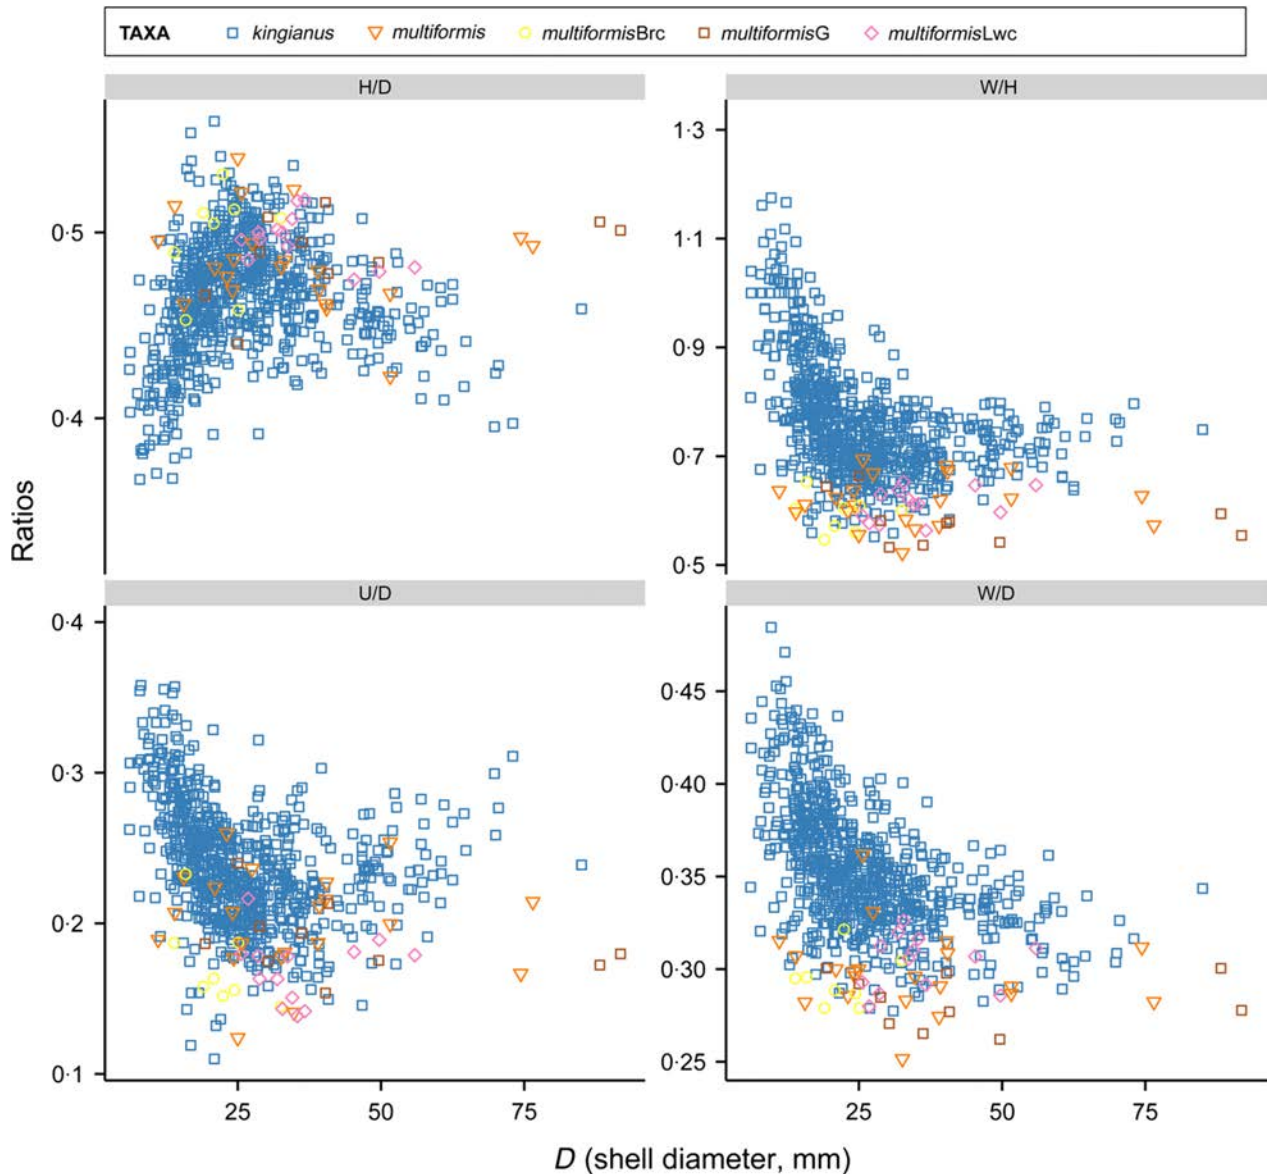 TAXA kingianus multiformis multiformisBrc multiformisG multiformisLwc
H/D
W/H
0·5
0·4
1·3
1·1
0·9
0·7
0·5
Ratios
U/D
W/D
0·4
0·3
0·2
0·1
0·45
0·40
0·35
0·30
0·25
25 50 75
25 50 75
D (shell diameter, mm)